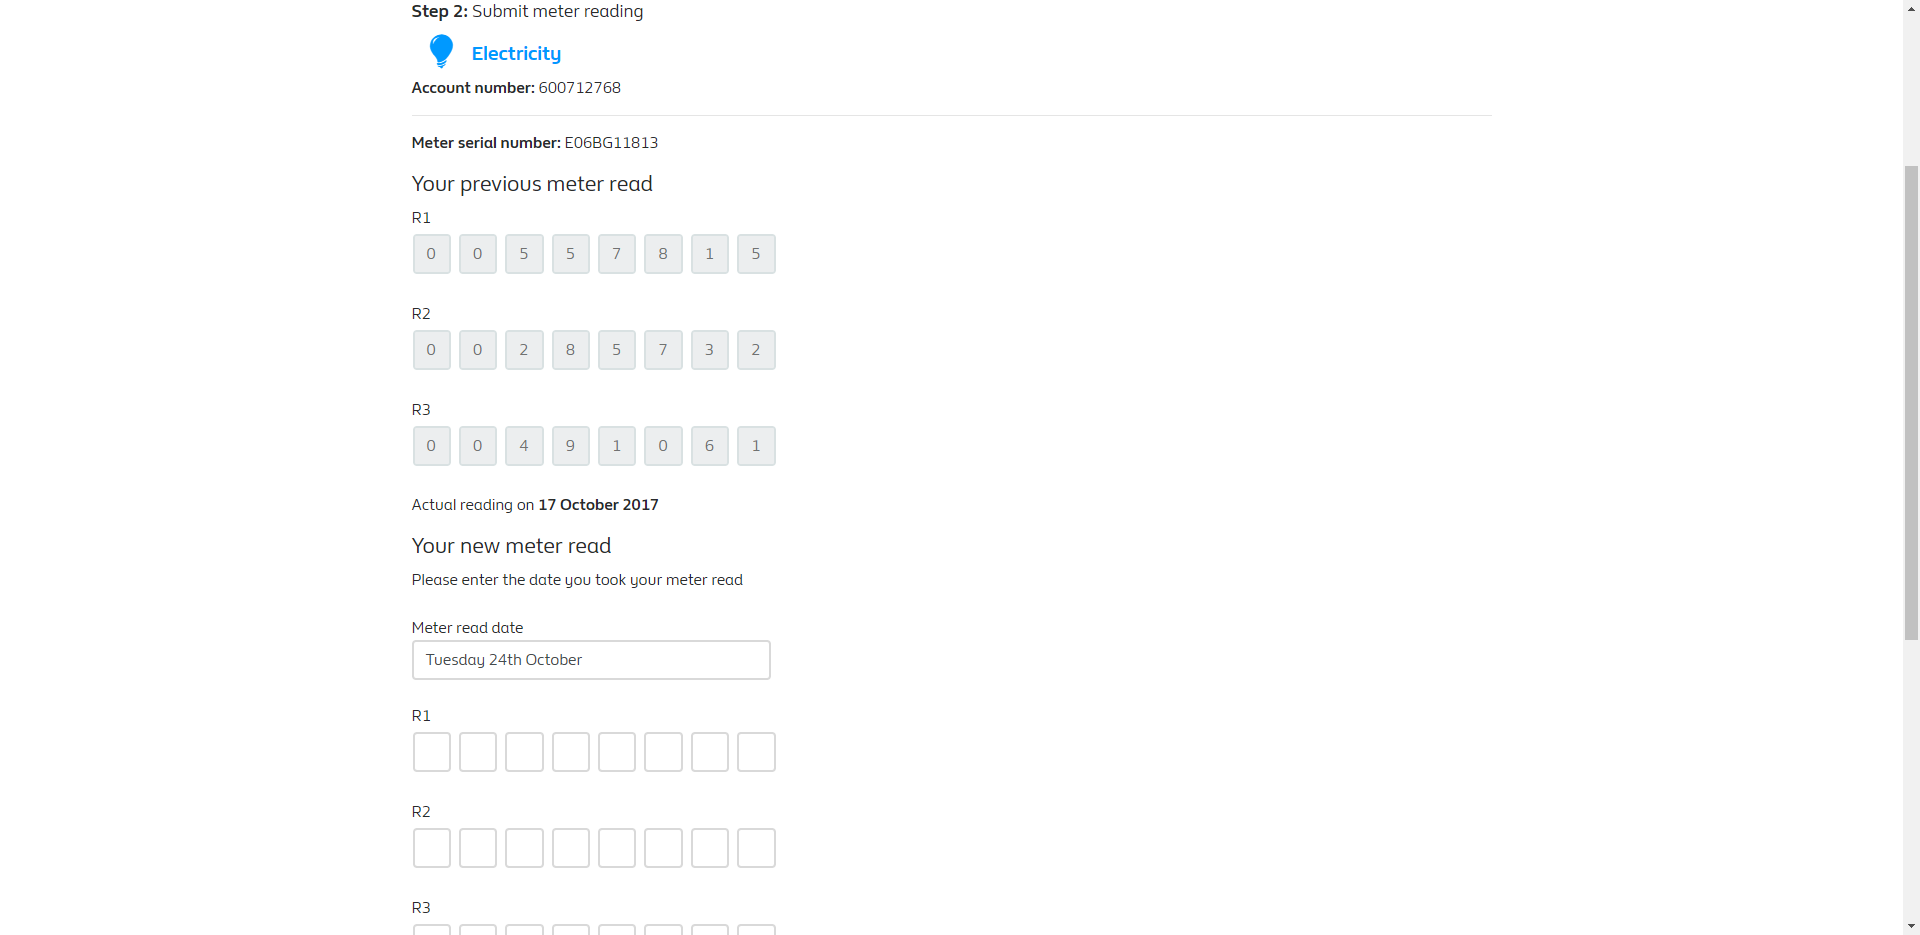 Step 2: Submit meter reading
Electricity
Account number: 600712768
Meter serial number: E06BG11813
Your previous meter read
R1
0 0 5 5 7 8 1 5
R2
0 0 2 8 5 7 3 2
R3
0 0 4 9 1 0 6 1
Actual reading on 17 October 2017
Your new meter read
Please enter the date you took your meter read
Meter read date
Tuesday 24th October
R1
R2
R3